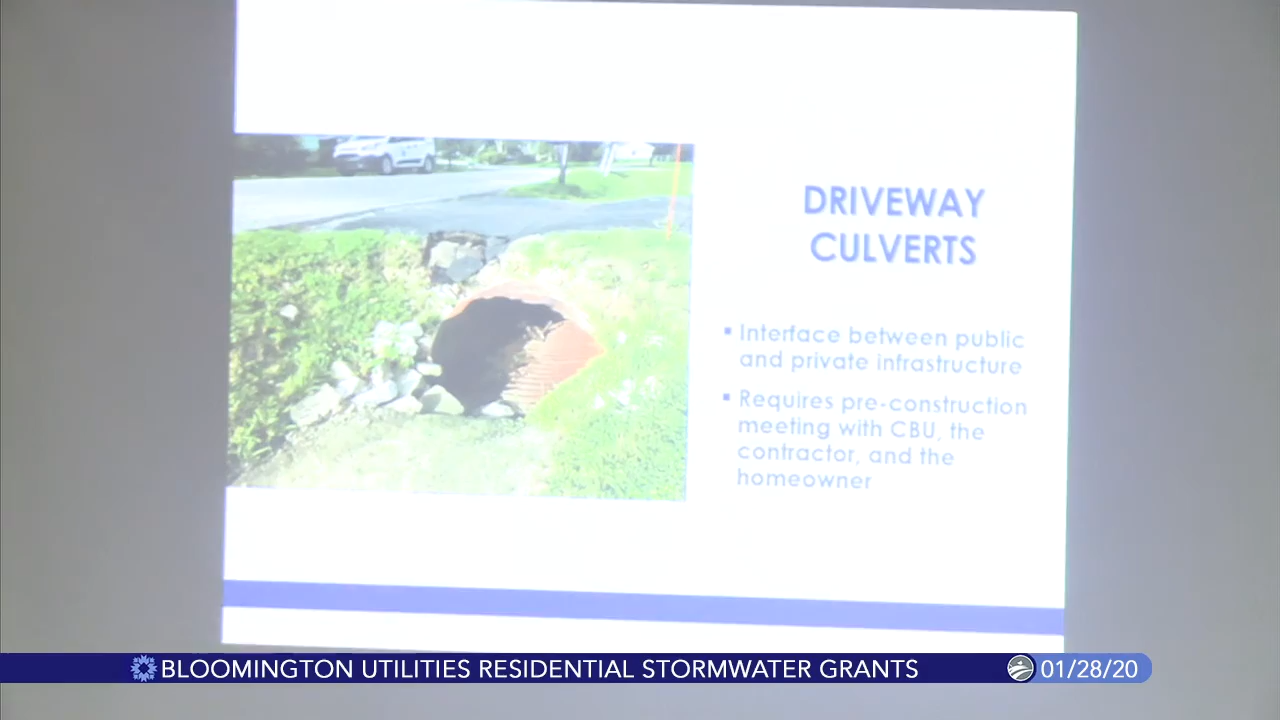 DRIVEWAY
CULVERTS
▪ Interface between public
and private infrastructure
▪ Requires pre-construction
meeting with CBU, the
contractor, and the
homeowner
BLOOMINGTON UTILITIES RESIDENTIAL STORMWATER GRANTS
01/28/20